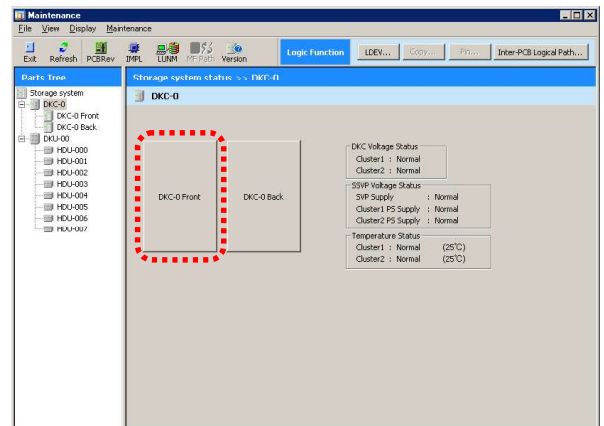 Maintenance
File View Display Maintenance
Exit Refresh PCBRev IMPL LUNM MF Path Version Logic Function LDEV... Copy... Pin... Inter-PCB Logical Path...
Parts Tree
Storage system status >> DKC-0
Storage system
DKC-0
DKC-0 Front
DKC-0 Back
DKU-00
HDU-000
HDU-001
HDU-002
HDU-003
HDU-004
HDU-005
HDU-006
HDU-007
DKC-0
DKC-0 Front
DKC-0 Back
DKC Voltage Status
Cluster1 : Normal
Cluster2 : Normal
SSVP Voltage Status
SVP Supply : Normal
Cluster1 PS Supply : Normal
Cluster2 PS Supply : Normal
Temperature Status
Cluster1 : Normal (25℃)
Cluster2 : Normal (25℃)